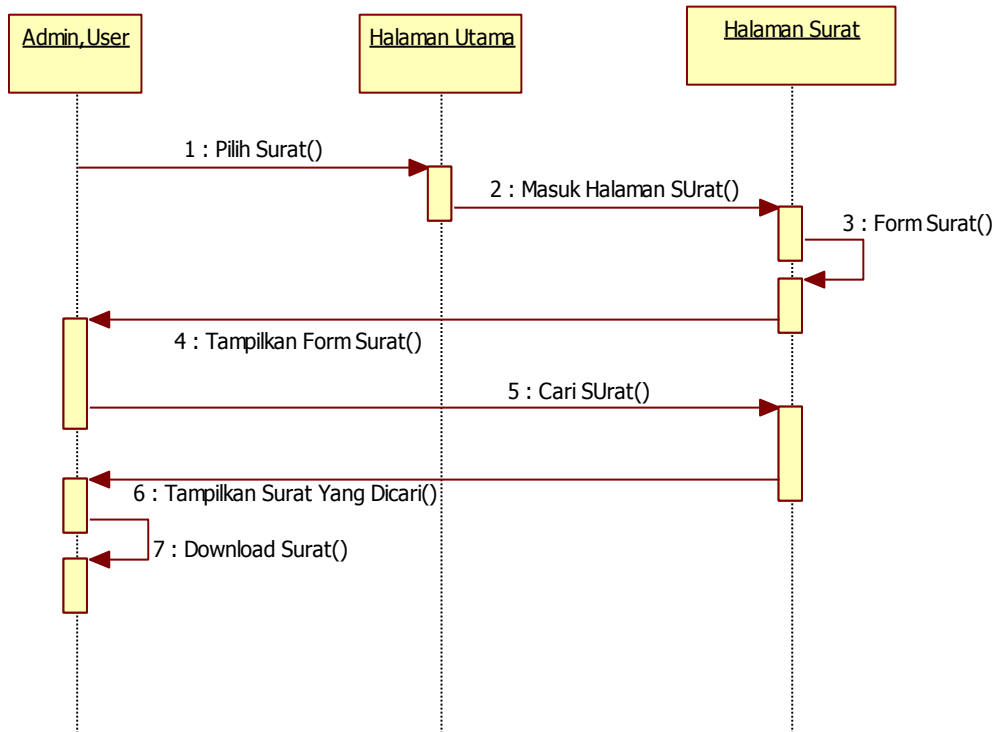 Admin,User
Halaman Utama
Halaman Surat
1 : Pilih Surat()
2 : Masuk Halaman SUrat()
3 : Form Surat()
4 : Tampilkan Form Surat()
5 : Cari SUrat()
6 : Tampilkan Surat Yang Dicari()
7 : Download Surat()